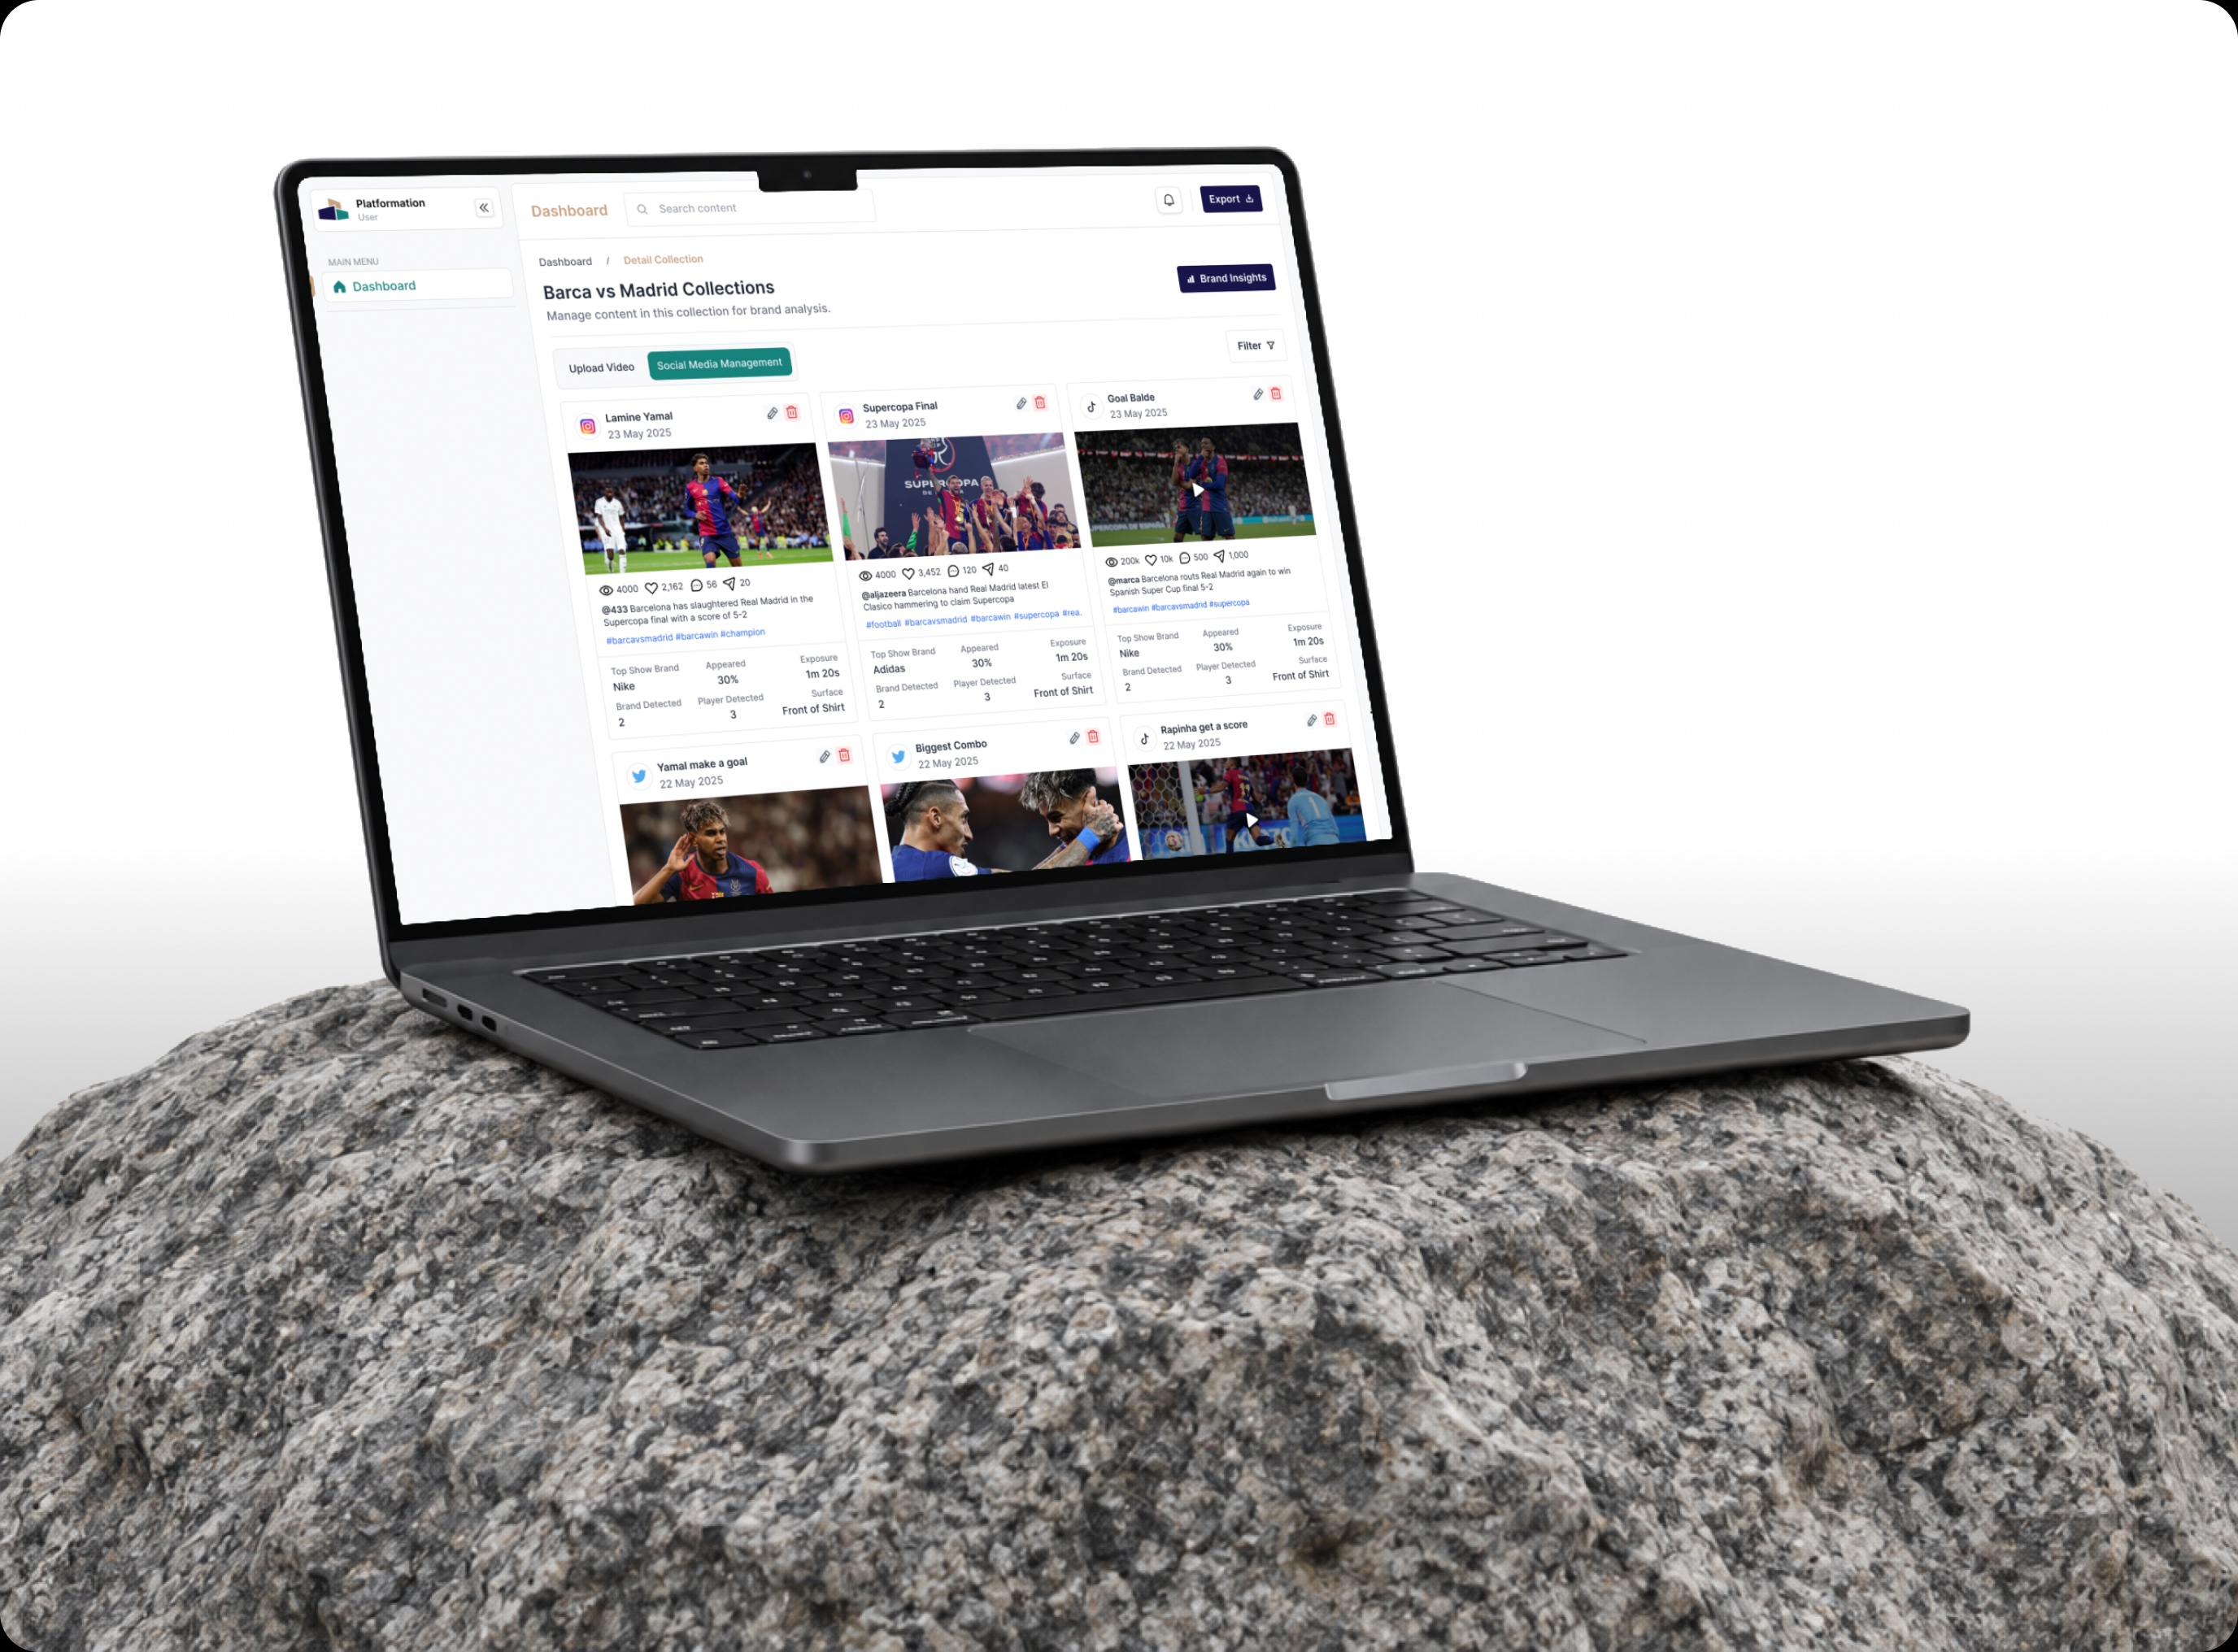 Platformation
User
MAIN MENU
Dashboard
Dashboard
Search content
Export
Dashboard / Detail Collection
Barca vs Madrid Collections
Manage content in this collection for brand analysis.
Brand Insights
Upload Video
Social Media Management
Filter
Lamine Yamal
23 May 2025
4000 2,162 56 20
@433 Barcelona has slaughtered Real Madrid in the
Supercopa final with a score of 5-2
#barcavsmadrid #barcawin #champion
Top Show Brand Appeared Exposure
Nike 30% 1m 20s
Brand Detected Player Detected Surface
2 3 Front of Shirt
Supercopa Final
23 May 2025
SUPERCOPA
4000 3,452 120 40
@aljazeera Barcelona hand Real Madrid latest El
Clasico hammering to claim Supercopa
#football #barcavsmadrid #barcawin #supercopa #rea.
Top Show Brand Appeared Exposure
Adidas 30% 1m 20s
Brand Detected Player Detected Surface
2 3 Front of Shirt
Goal Balde
23 May 2025
200k 10k 500 1,000
@marca Barcelona routs Real Madrid again to win
Spanish Super Cup final 5-2
#barcawin #barcavsmadrid #supercopa
Top Show Brand Appeared Exposure
Nike 30% 1m 20s
Brand Detected Player Detected Surface
2 3 Front of Shirt
Yamal make a goal
22 May 2025
Biggest Combo
22 May 2025
Rapinha get a score
22 May 2025
1